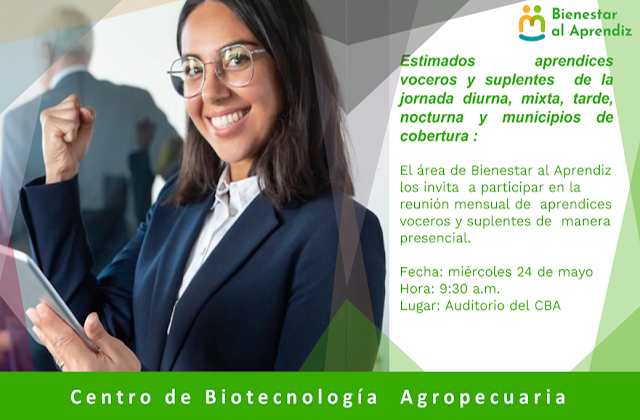 Bienestar
al Aprendiz
Estimados aprendices
voceros y suplentes de la
jornada diurna, mixta, tarde,
nocturna y municipios de
cobertura :
El área de Bienestar al Aprendiz
los invita a participar en la
reunión mensual de aprendices
voceros y suplentes de manera
presencial.
Fecha: miércoles 24 de mayo
Hora: 9:30 a.m.
Lugar: Auditorio del CBA
Centro de Biotecnología Agropecuaria